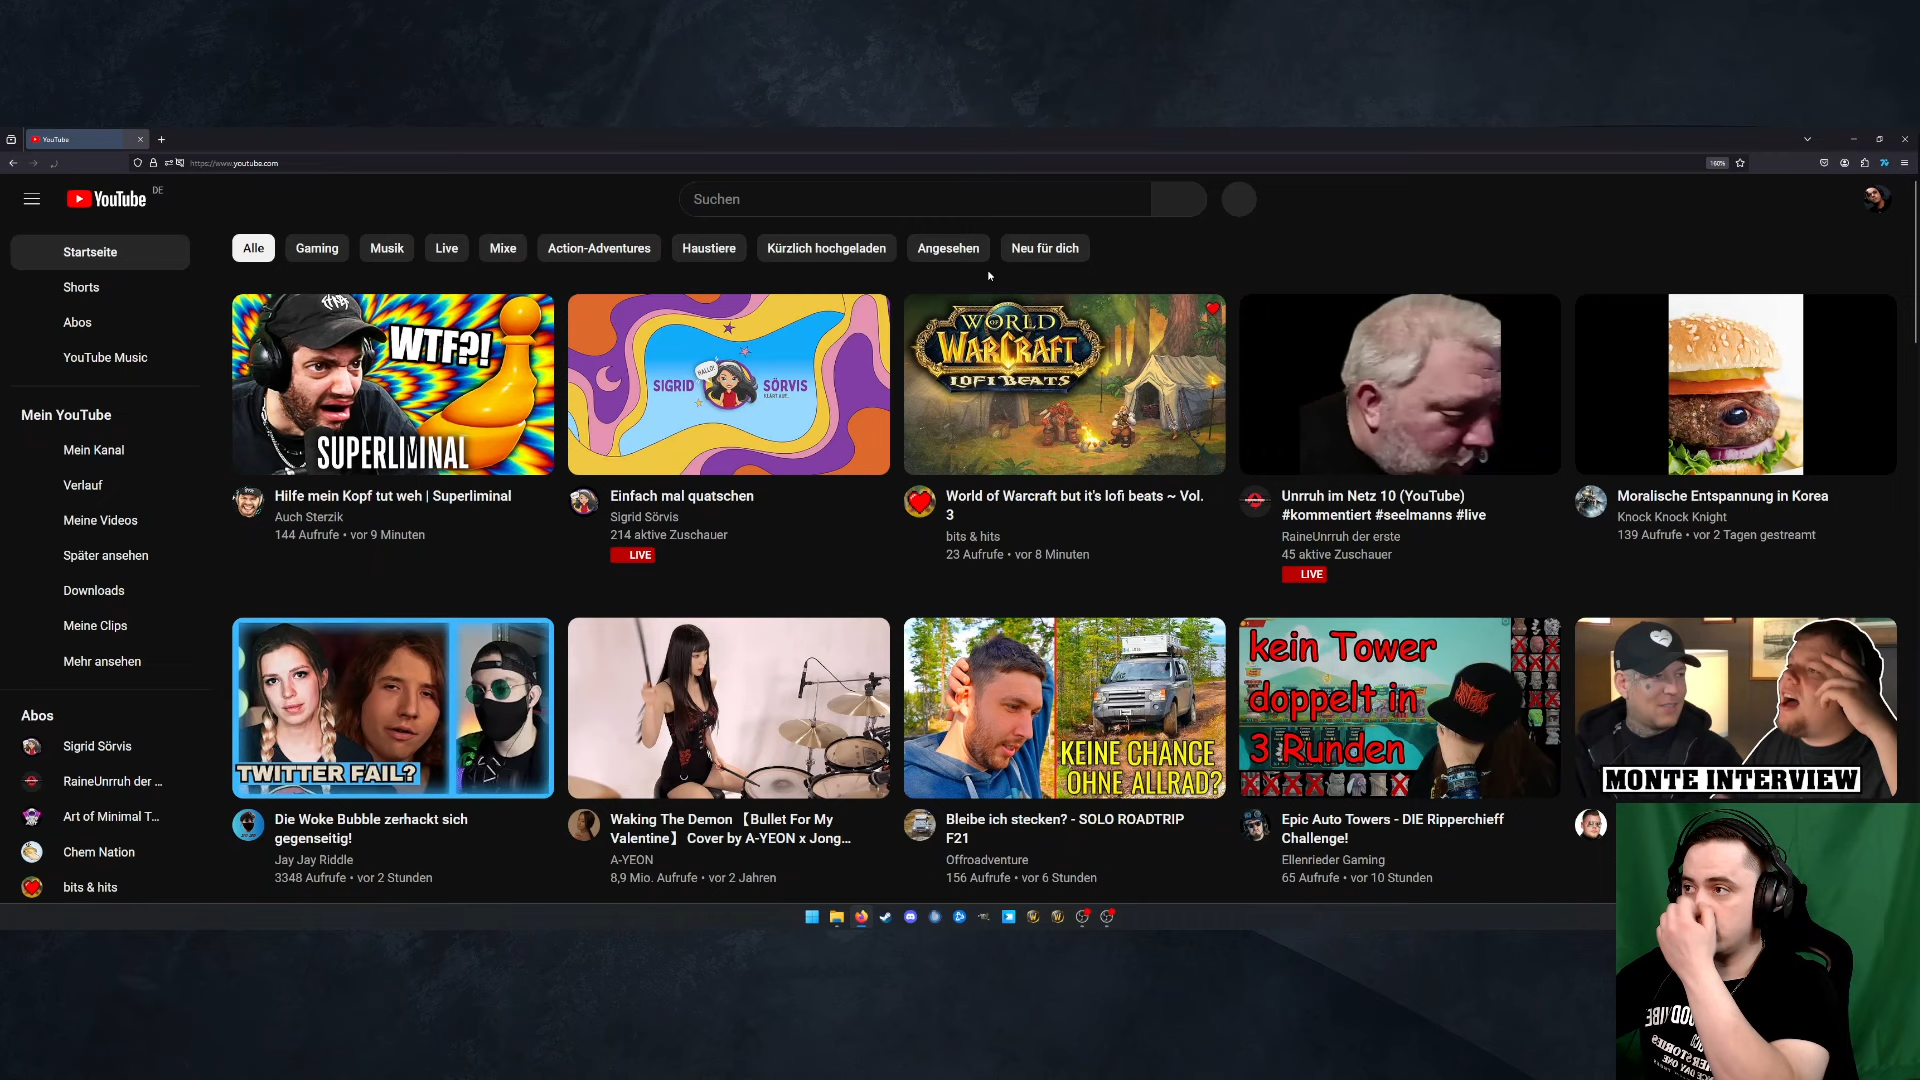 YouTube
https://www.youtube.com
160%
YouTube
DE
Suchen
Startseite
Shorts
Abos
YouTube Music
Mein YouTube
Mein Kanal
Verlauf
Meine Videos
Später ansehen
Downloads
Meine Clips
Mehr ansehen
Abos
Sigrid Sörvis
RaineUnrruh der ...
Art of Minimal T...
Chem Nation
bits & hits
Alle
Gaming
Musik
Live
Mixe
Action-Adventures
Haustiere
Kürzlich hochgeladen
Angesehen
Neu für dich
WTF?!
SUPERLIMINAL
Hilfe mein Kopf tut weh | Superliminal
Auch Sterzik
144 Aufrufe • vor 9 Minuten
HALLO!
SIGRID SÖRVIS
KLÄRT AUF.
Einfach mal quatschen
Sigrid Sörvis
214 aktive Zuschauer
LIVE
WORLD
OF
WARCRAFT
LOFI BEATS
World of Warcraft but it's lofi beats ~ Vol.
3
bits & hits
23 Aufrufe • vor 8 Minuten
Unrruh im Netz 10 (YouTube)
#kommentiert #seelmanns #live
RaineUnrruh der erste
45 aktive Zuschauer
LIVE
Moralische Entspannung in Korea
Knock Knock Knight
139 Aufrufe • vor 2 Tagen gestreamt
TWITTER FAIL?
Die Woke Bubble zerhackt sich
gegenseitig!
Jay Jay Riddle
3348 Aufrufe • vor 2 Stunden
Waking The Demon【Bullet For My
Valentine】 Cover by A-YEON x Jong...
A-YEON
8,9 Mio. Aufrufe • vor 2 Jahren
KEINE CHANCE
OHNE ALLRAD?
Bleibe ich stecken? - SOLO ROADTRIP
F21
Offroadventure
156 Aufrufe • vor 6 Stunden
kein Tower
doppelt in
3 Runden
Epic Auto Towers - DIE Ripperchieff
Challenge!
Ellenrieder Gaming
65 Aufrufe • vor 10 Stunden
MONTE INTERVIEW